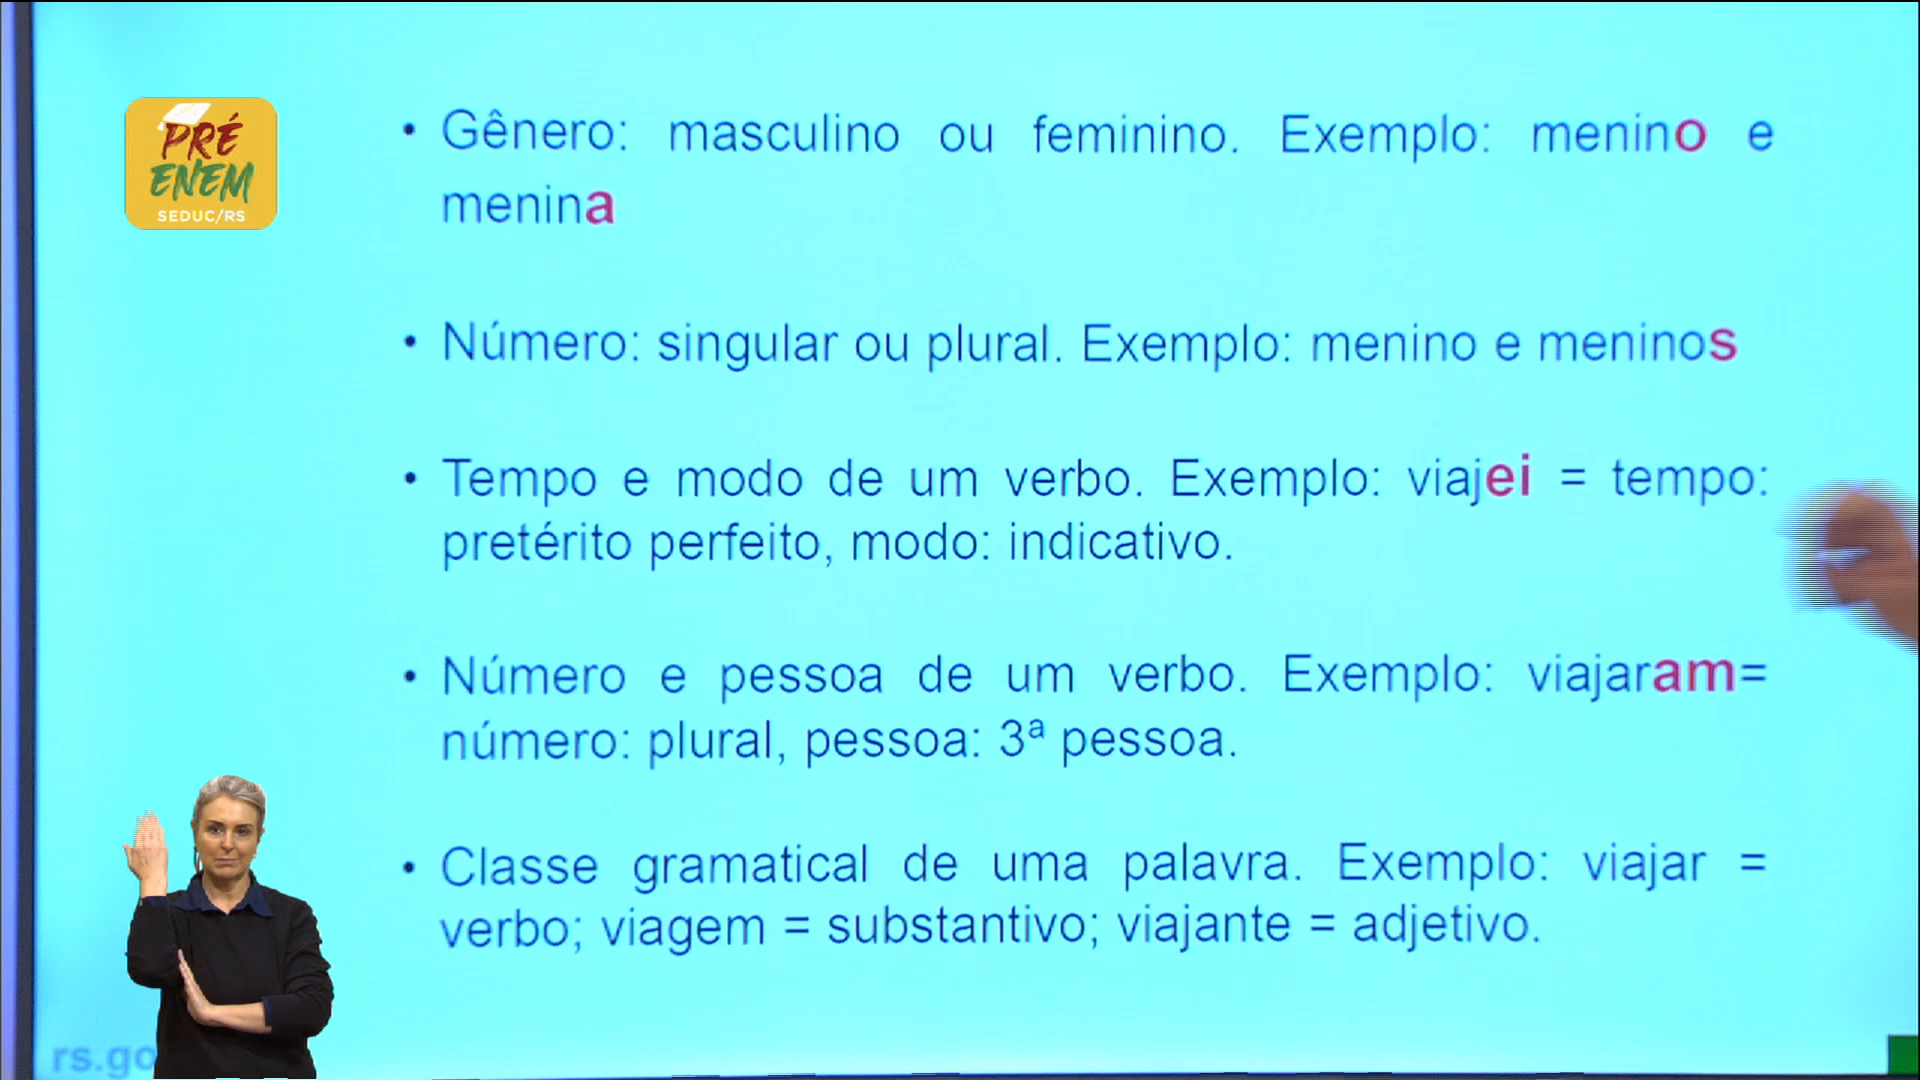 PRÉ
ENEM
SEDUC/RS
• Gênero: masculino ou feminino. Exemplo: menino e
menina
• Número: singular ou plural. Exemplo: menino e meninos
• Tempo e modo de um verbo. Exemplo: viajei = tempo:
pretérito perfeito, modo: indicativo.
• Número e pessoa de um verbo. Exemplo: viajaram=
número: plural, pessoa: 3ª pessoa.
• Classe gramatical de uma palavra. Exemplo: viajar =
verbo; viagem = substantivo; viajante = adjetivo.
rs.go